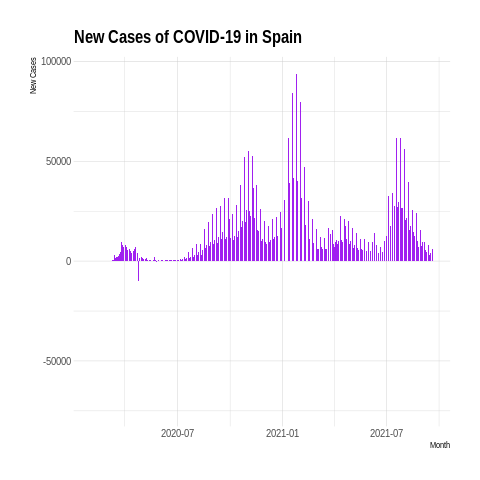 New Cases of COVID-19 in Spain
New Cases
100000
50000
0
-50000
2020-07
2021-01
2021-07
Month